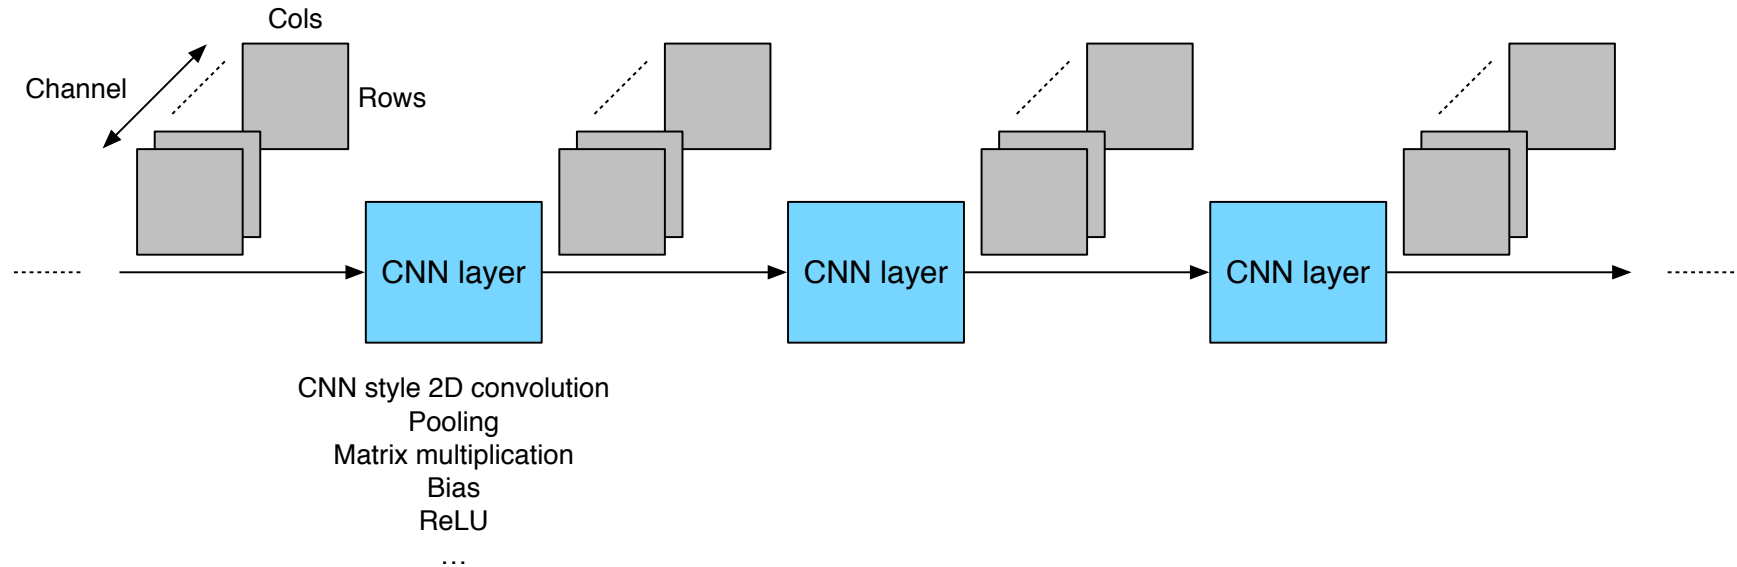 Cols
Channel
Rows
CNN layer
CNN layer
CNN layer
CNN style 2D convolution
Pooling
Matrix multiplication
Bias
ReLU
...